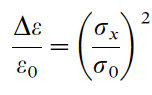 Δε/ε₀ = (σₓ/σ₀)²